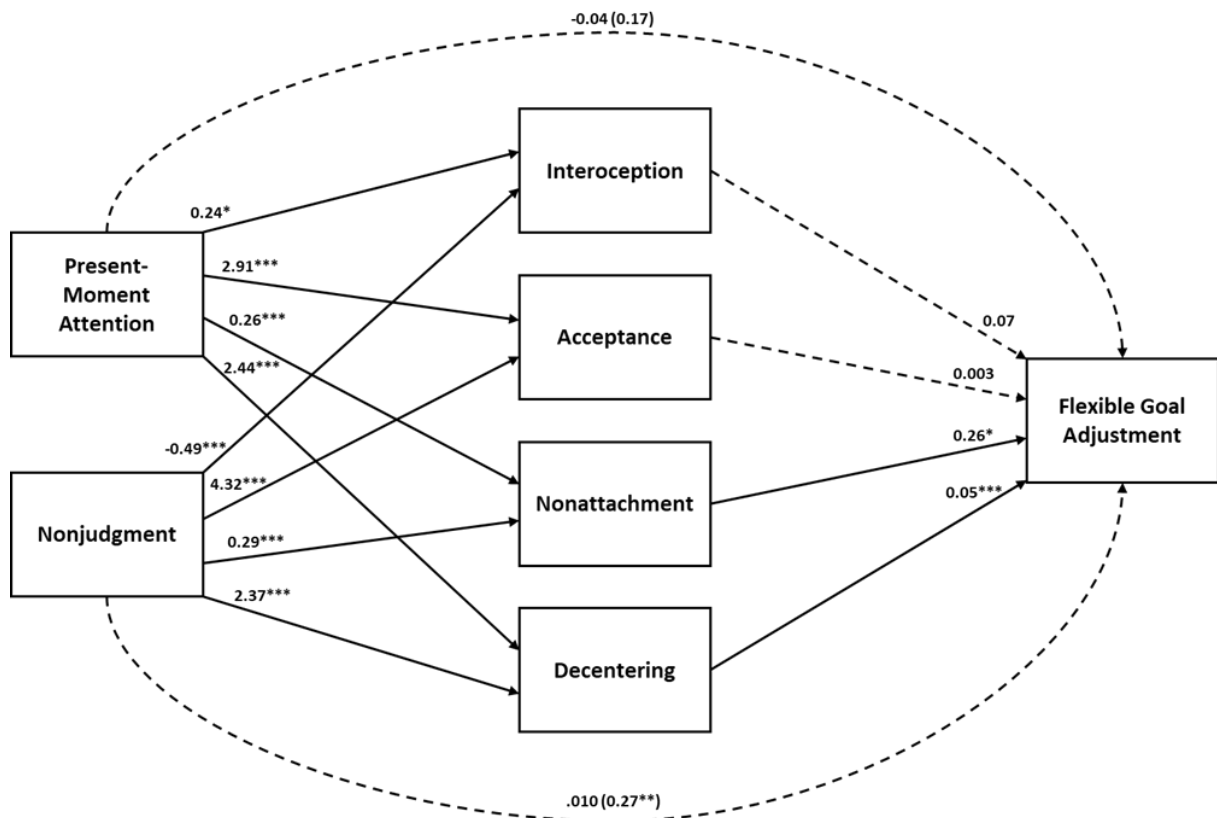 -0.04 (0.17)
Interoception
0.24*
Present-
Moment
Attention
2.91***
0.26***
2.44***
Acceptance
0.07
0.003
Flexible Goal
Adjustment
-0.49***
4.32***
Nonjudgment
0.29***
2.37***
Nonattachment
0.26*
0.05***
Decentering
.010 (0.27**)